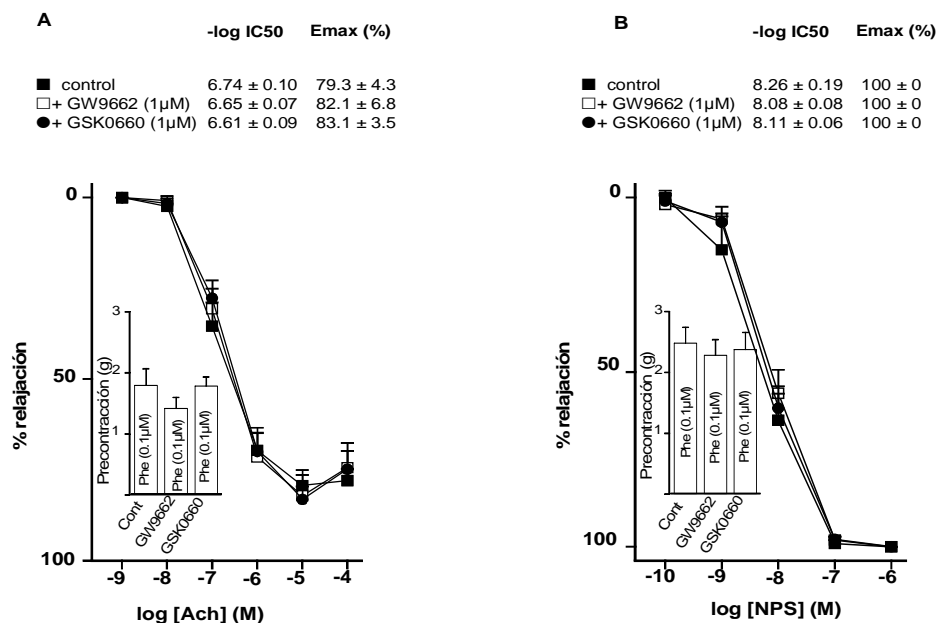 A
-log IC50 Emax (%)
■ control 6.74 ± 0.10 79.3 ± 4.3
□+ GW9662 (1µM) 6.65 ± 0.07 82.1 ± 6.8
●+ GSK0660 (1µM) 6.61 ± 0.09 83.1 ± 3.5
% relajación
0
50
100
-9 -8 -7 -6 -5 -4
log [Ach] (M)
Precontracción (g)
3
2
1
Phe (0.1µM)
Phe (0.1µM)
Phe (0.1µM)
Cont
GW9662
GSK0660
B
-log IC50 Emax (%)
■ control 8.26 ± 0.19 100 ± 0
□+ GW9662 (1µM) 8.08 ± 0.08 100 ± 0
●+ GSK0660 (1µM) 8.11 ± 0.06 100 ± 0
% relajación
0
50
100
-10 -9 -8 -7 -6
log [NPS] (M)
Precontracción (g)
3
2
1
Phe (0.1µM)
Phe (0.1µM)
Phe (0.1µM)
Cont
GW9662
GSK0660